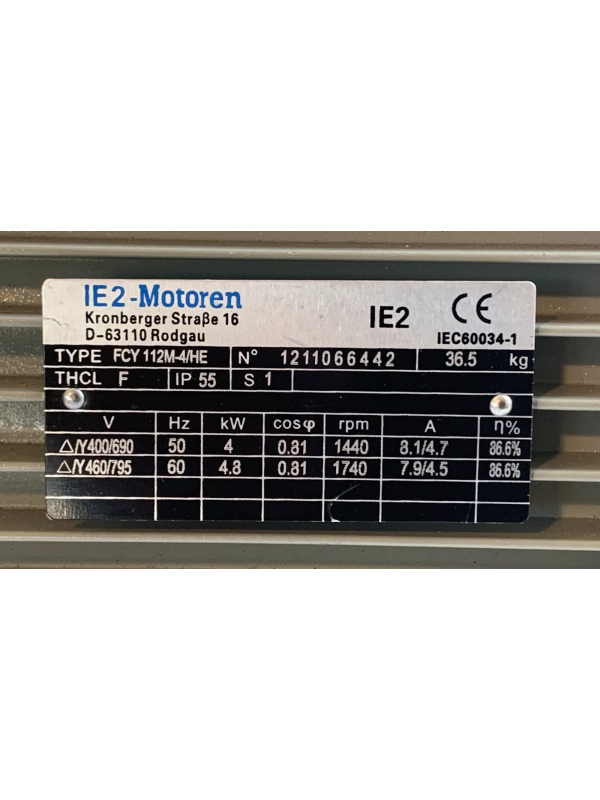 IE2-Motoren
Kronberger Straße 16
D-63110 Rodgau
IE2 CE
IEC60034-1
TYPE FCY 112M-4/HE N° 1211066442 36.5 kg
THCL F IP 55 S 1
V Hz kW cosφ rpm A η%
△/Y400/690 50 4 0.81 1440 8.1/4.7 86.6%
△/Y460/795 60 4.8 0.81 1740 7.9/4.5 86.6%